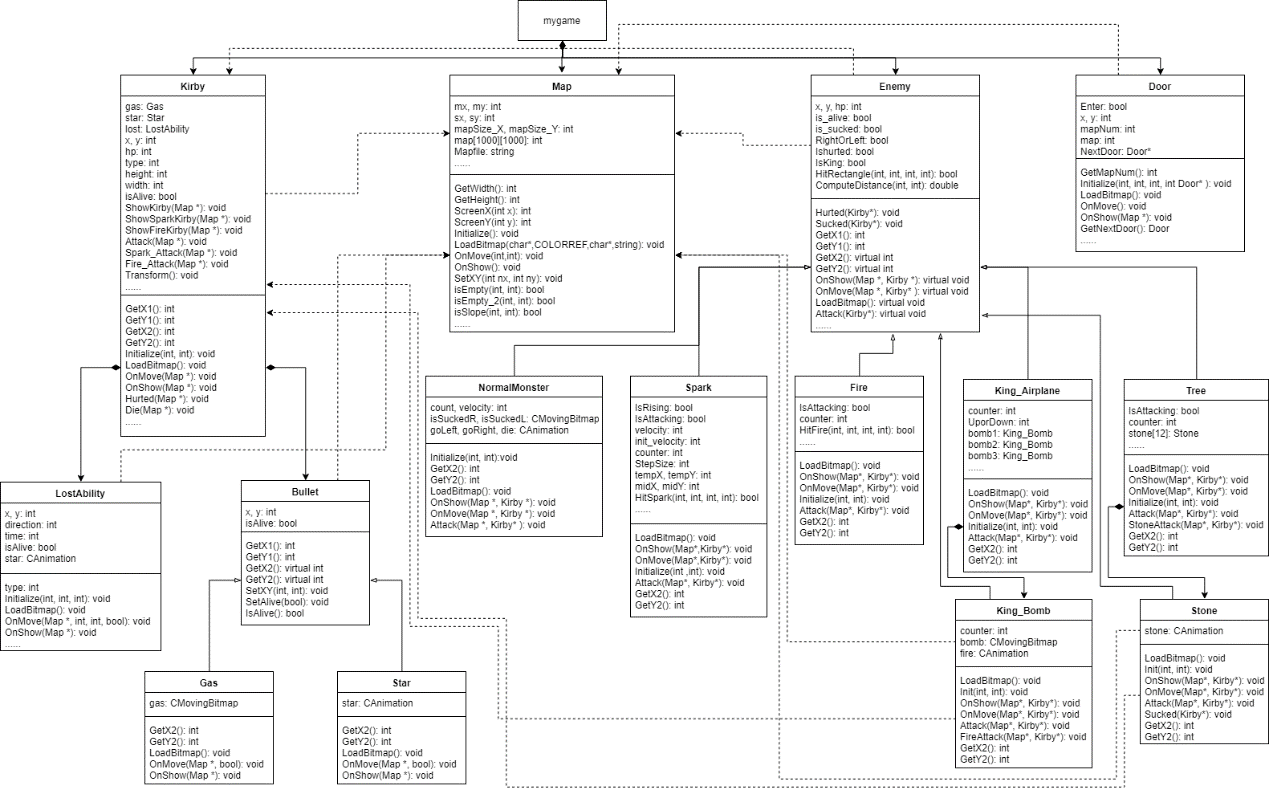 mygame
Kirby
gas: Gas
star: Star
lost: LostAbility
x, y: int
hp: int
type: int
height: int
width: int
isAlive: bool
ShowKirby(Map *): void
ShowSparkKirby(Map *): void
ShowFireKirby(Map *): void
Attack(Map *): void
Spark_Attack(Map *): void
Fire_Attack(Map *): void
Transform(): void
......
GetX1(): int
GetY1(): int
GetX2(): int
GetY2(): int
Initialize(int, int): void
LoadBitmap(): void
OnMove(Map *): void
OnShow(Map *): void
Hurted(Map *): void
Die(Map *): void
......
Map
mx, my: int
sx, sy: int
mapSize_X, mapSize_Y: int
map[1000][1000]: int
Mapfile: string
......
GetWidth(): int
GetHeight(): int
ScreenX(int x): int
ScreenY(int y): int
Initialize(): void
LoadBitmap(char*,COLORREF,char*,string): void
OnMove(int,int): void
OnShow(): void
SetXY(int nx, int ny): void
isEmpty(int, int): bool
isEmpty_2(int, int): bool
isSlope(int, int): bool
......
Enemy
x, y, hp: int
is_alive: bool
is_sucked: bool
RightOrLeft: bool
Ishurted: bool
IsKing: bool
HitRectangle(int, int, int, int): bool
ComputeDistance(int, int): double
Hurted(Kirby*): void
Sucked(Kirby*): void
GetX1(): int
GetY1(): int
GetX2(): virtual int
GetY2(): virtual int
OnShow(Map *, Kirby *): virtual void
OnMove(Map *, Kirby* ): virtual void
LoadBitmap(): virtual void
Attack(Kirby*): virtual void
......
Door
Enter: bool
x, y: int
mapNum: int
map: int
NextDoor: Door*
GetMapNum(): int
Initialize(int, int, int, int Door* ): void
LoadBitmap(): void
OnMove(): void
OnShow(Map *): void
GetNextDoor(): Door
......
NormalMonster
count, velocity: int
isSuckedR, isSuckedL: CMovingBitmap
goLeft, goRight, die: CAnimation
Initialize(int, int):void
GetX2(): int
GetY2(): int
LoadBitmap(): void
OnShow(Map *, Kirby *): void
OnMove(Map *, Kirby *): void
Attack(Map *, Kirby* ): void
Spark
IsRising: bool
IsAttacking: bool
velocity: int
init_velocity: int
counter: int
StepSize: int
tempX, tempY: int
midX, midY: int
HitSpark(int, int, int, int): bool
......
LoadBitmap(): void
OnShow(Map*,Kirby*): void
OnMove(Map*,Kirby*): void
Initialize(int ,int): void
Attack(Map*, Kirby*): void
GetX2(): int
GetY2(): int
Fire
IsAttacking: bool
counter: int
HitFire(int, int, int, int): bool
......
LoadBitmap(): void
OnShow(Map*, Kirby*): void
OnMove(Map*, Kirby*): void
Initialize(int, int): void
Attack(Map*, Kirby*): void
GetX2(): int
GetY2(): int
King_Airplane
counter: int
UporDown: int
bomb1: King_Bomb
bomb2: King_Bomb
bomb3: King_Bomb
......
LoadBitmap(): void
OnShow(Map*, Kirby*): void
OnMove(Map*, Kirby*): void
Initialize(int, int): void
Attack(Map*, Kirby*): void
GetX2(): int
GetY2(): int
Tree
IsAttacking: bool
counter: int
stone[12]: Stone
......
LoadBitmap(): void
OnShow(Map*, Kirby*): void
OnMove(Map*, Kirby*): void
Initialize(int, int): void
Attack(Map*, Kirby*): void
StoneAttack(Map*, Kirby*): void
GetX2(): int
GetY2(): int
LostAbility
x, y: int
direction: int
time: int
isAlive: bool
star: CAnimation
type: int
Initialize(int, int, int): void
LoadBitmap(): void
OnMove(Map *, int, int, bool): void
OnShow(Map *): void
......
Bullet
x, y: int
isAlive: bool
GetX1(): int
GetY1(): int
GetX2(): virtual int
GetY2(): virtual int
SetXY(int, int): void
SetAlive(bool): void
IsAlive(): bool
Gas
gas: CMovingBitmap
GetX2(): int
GetY2(): int
LoadBitmap(): void
OnMove(Map *, bool): void
OnShow(Map *): void
Star
star: CAnimation
GetX2(): int
GetY2(): int
LoadBitmap(): void
OnMove(Map *, bool): void
OnShow(Map *): void
King_Bomb
counter: int
bomb: CMovingBitmap
fire: CAnimation
LoadBitmap(): void
Init(int, int): void
OnShow(Map*, Kirby*): void
OnMove(Map*, Kirby*): void
Attack(Map*, Kirby*): void
FireAttack(Map*, Kirby*): void
GetX2(): int
GetY2(): int
Stone
stone: CAnimation
LoadBitmap(): void
Init(int, int): void
OnShow(Map*, Kirby*): void
OnMove(Map*, Kirby*): void
Attack(Map*, Kirby*): void
Sucked(Kirby*): void
GetX2(): int
GetY2(): int